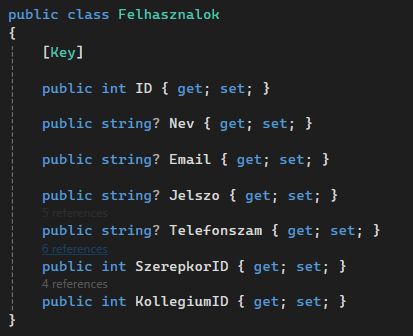 public class Felhasznalok
{
[Key]
public int ID { get; set; }
public string? Nev { get; set; }
public string? Email { get; set; }
public string? Jelszo { get; set; }
5 references
public string? Telefonszam { get; set; }
6 references
public int SzerepkorID { get; set; }
4 references
public int KollegiumID { get; set; }
}